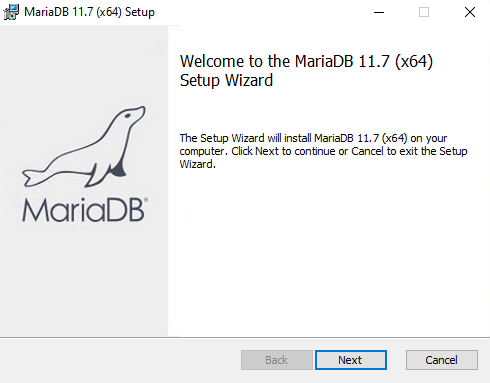 MariaDB 11.7 (x64) Setup
Welcome to the MariaDB 11.7 (x64)
Setup Wizard
The Setup Wizard will install MariaDB 11.7 (x64) on your
computer. Click Next to continue or Cancel to exit the Setup
Wizard.
MariaDB®
Back
Next
Cancel